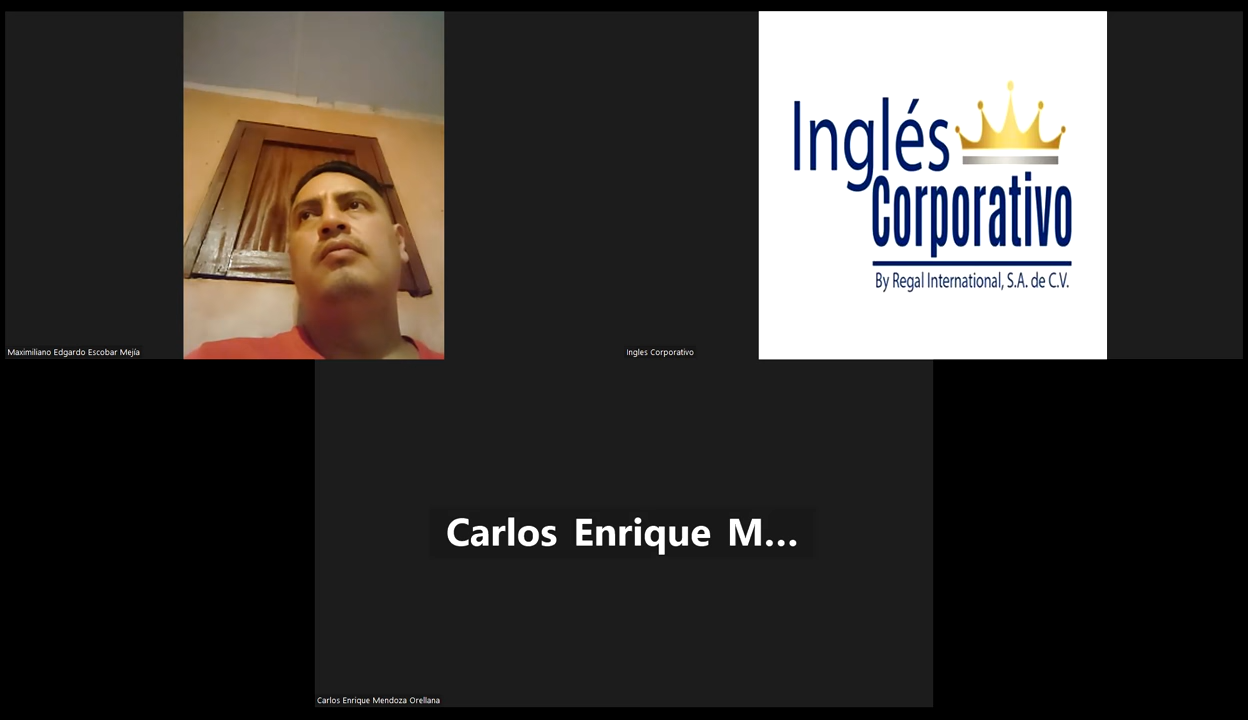 Inglés
Corporativo
By Regal International, S.A. de C.V.
Maximiliano Edgardo Escobar Mejía
Ingles Corporativo
Carlos Enrique M...
Carlos Enrique Mendoza Orellana